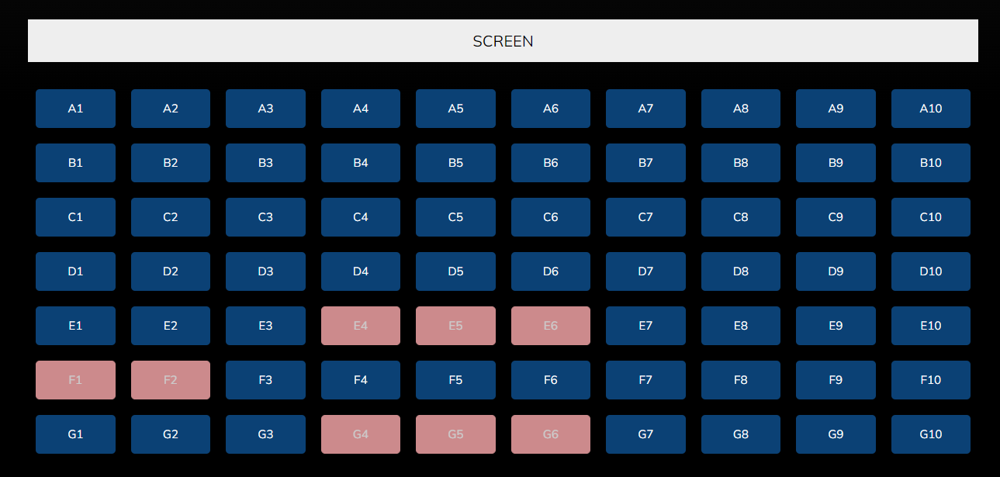 SCREEN
A1 A2 A3 A4 A5 A6 A7 A8 A9 A10
B1 B2 B3 B4 B5 B6 B7 B8 B9 B10
C1 C2 C3 C4 C5 C6 C7 C8 C9 C10
D1 D2 D3 D4 D5 D6 D7 D8 D9 D10
E1 E2 E3 E4 E5 E6 E7 E8 E9 E10
F1 F2 F3 F4 F5 F6 F7 F8 F9 F10
G1 G2 G3 G4 G5 G6 G7 G8 G9 G10